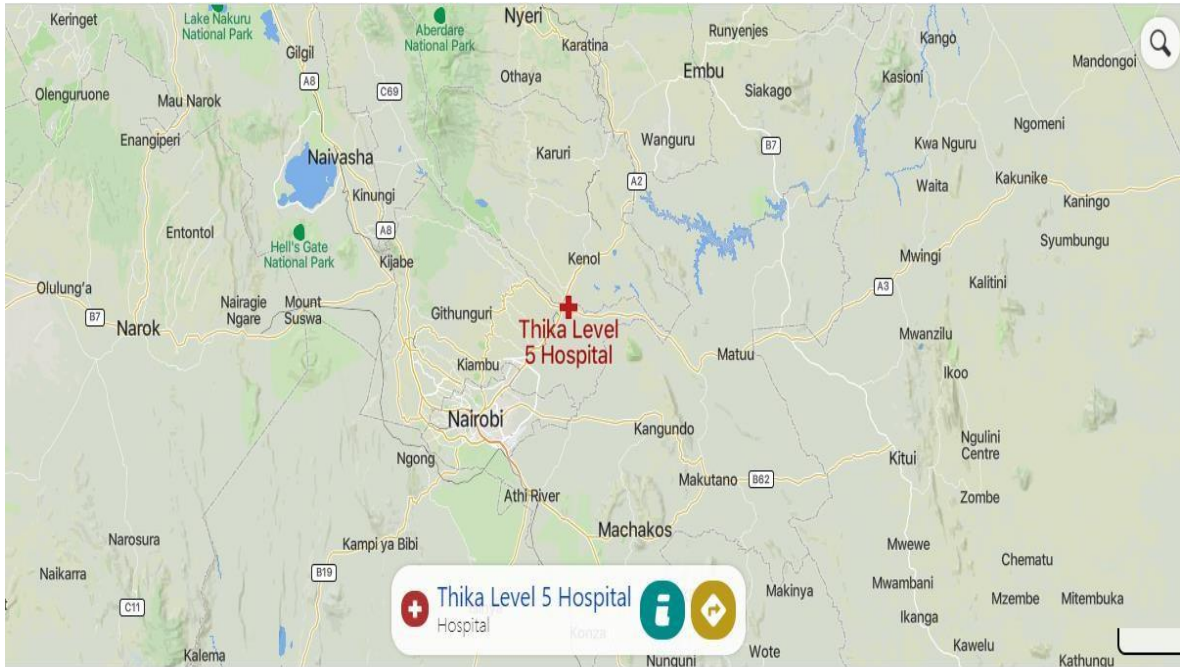 Keringet
Lake Nakuru
National Park
Aberdare
National Park
Nyeri
Runyenjes
Kango
Gilgil
Karatina
Mandongoi
A8
Othaya
Embu
Kasioni
Olenguruone
Mau Narok
C69
Siakago
Ngomeni
Enangiperi
Wanguru
B7
Kwa Nguru
Naivasha
Karuri
A2
Waita
Kakunike
Kinungi
Kaningo
Entontol
A8
Hell's Gate
National Park
Kijabe
Kenol
Mwingi
Syumbungu
Olulung'a
Nairagie
Ngare
Mount
Suswa
A3
Kalitini
B7
Narok
Githunguri
Thika Level
5 Hospital
Mwanzilu
Matuu
Kiambu
Ikoo
Nairobi
Kangundo
Ngulini
Centre
Ngong
Kitui
Makutano
B62
Athi River
Zombe
Machakos
Narosura
Kampi ya Bibi
Mwewe
Chematu
Naikarra
B19
Mwambani
Makinya
Mzembe
Mitembuka
C11
Thika Level 5 Hospital
Hospital
i
Ikanga
Konza
Kalema
Nunguni
Wote
Kawelu
Kathungu